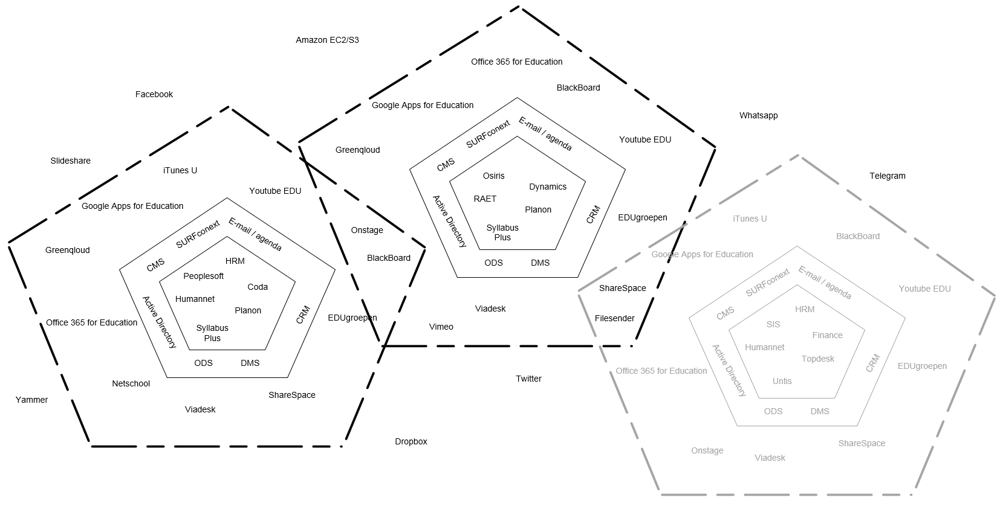 Amazon EC2/S3
Facebook
Slideshare
Yammer
Dropbox
Twitter
Whatsapp
Telegram
iTunes U
Youtube EDU
Google Apps for Education
Greenqloud
Office 365 for Education
Netschool
Viadesk
ShareSpace
EDUgroepen
BlackBoard
Onstage
SURFconext
E-mail / agenda
CMS
Active Directory
CRM
ODS
DMS
HRM
Peoplesoft
Coda
Humannet
Planon
Syllabus
Plus
Office 365 for Education
BlackBoard
Google Apps for Education
Greenqloud
Youtube EDU
EDUgroepen
ShareSpace
Filesender
Viadesk
Vimeo
SURFconext
E-mail / agenda
CMS
Active Directory
CRM
ODS
DMS
Osiris
Dynamics
RAET
Planon
Syllabus
Plus
iTunes U
BlackBoard
Google Apps for Education
Youtube EDU
Office 365 for Education
EDUgroepen
ShareSpace
Onstage
Viadesk
SURFconext
E-mail / agenda
CMS
Active Directory
CRM
ODS
DMS
HRM
SIS
Finance
Humannet
Topdesk
Untis